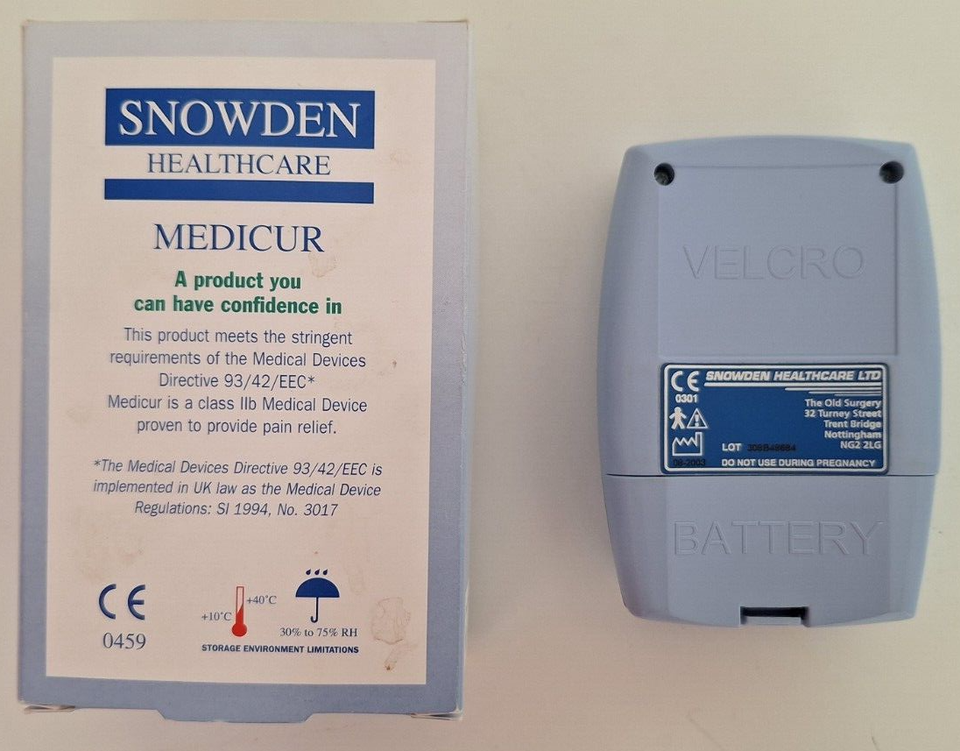 SNOWDEN
HEALTHCARE
MEDICUR
A product you
can have confidence in
This product meets the stringent
requirements of the Medical Devices
Directive 93/42/EEC*
Medicur is a class IIb Medical Device
proven to provide pain relief.
*The Medical Devices Directive 93/42/EEC is
implemented in UK law as the Medical Device
Regulations: SI 1994, No. 3017
CE
0459
+10°C
+40°C
30% to 75% RH
STORAGE ENVIRONMENT LIMITATIONS
VELCRO
CE
0301
SNOWDEN HEALTHCARE LTD
The Old Surgery
32 Turney Street
Trent Bridge
Nottingham
NG2 2LG
LOT
DO NOT USE DURING PREGNANCY
BATTERY